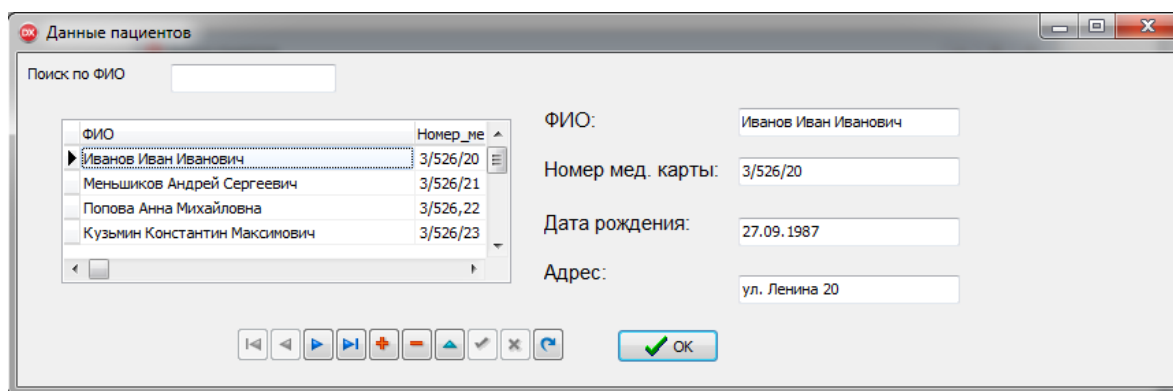 Данные пациентов
Поиск по ФИО
ФИО Номер_ме
Иванов Иван Иванович 3/526/20
Меньшиков Андрей Сергеевич 3/526/21
Попова Анна Михайловна 3/526,22
Кузьмин Константин Максимович 3/526/23
ФИО: Иванов Иван Иванович
Номер мед. карты: 3/526/20
Дата рождения: 27.09.1987
Адрес: ул. Ленина 20
OK